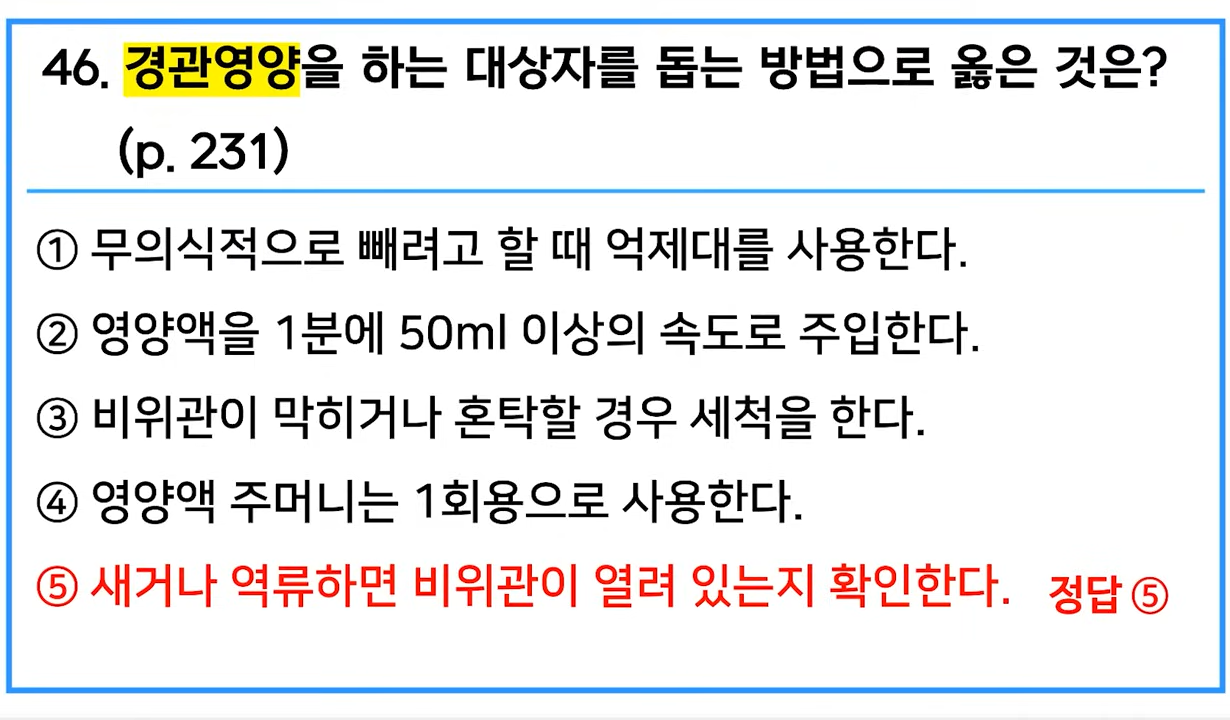 46. 경관영양을 하는 대상자를 돕는 방법으로 옳은 것은?
(p. 231)
① 무의식적으로 빼려고 할 때 억제대를 사용한다.
② 영양액을 1분에 50ml 이상의 속도로 주입한다.
③ 비위관이 막히거나 혼탁할 경우 세척을 한다.
④ 영양액 주머니는 1회용으로 사용한다.
⑤ 새거나 역류하면 비위관이 열려 있는지 확인한다. 정답 ⑤